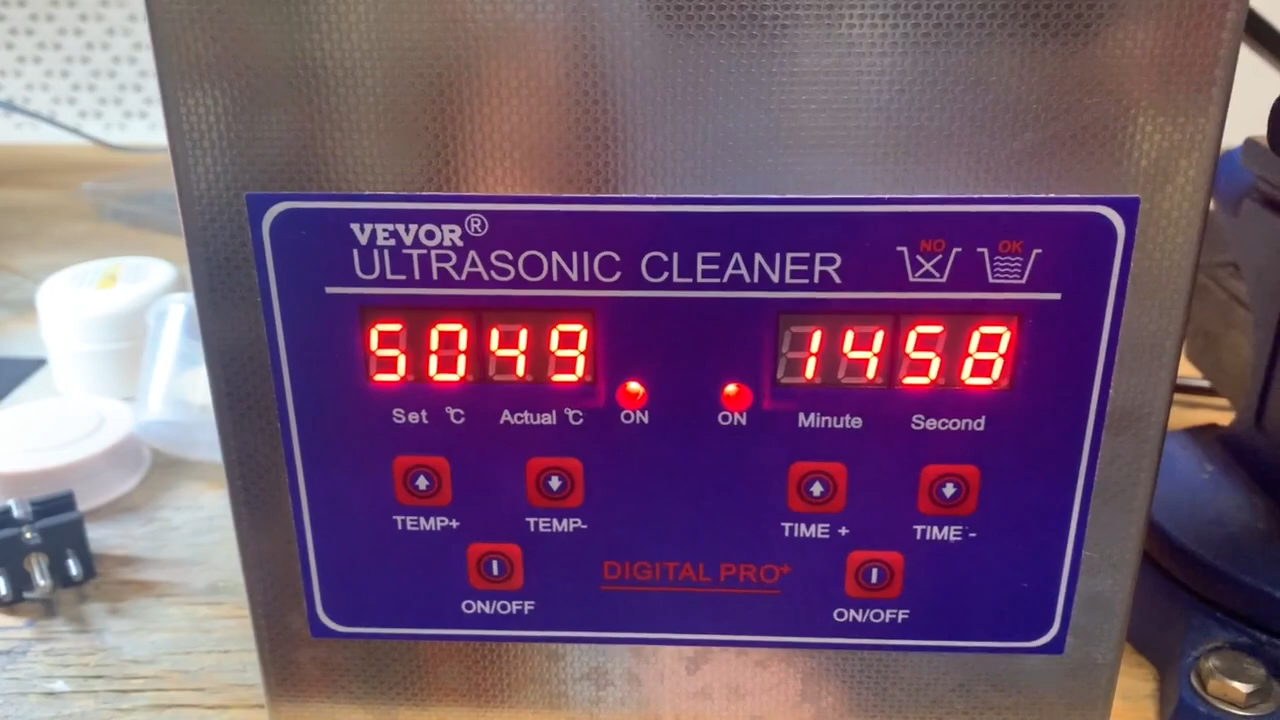 VEVOR®
ULTRASONIC CLEANER
NO OK
5049 1458
Set °C Actual °C ON ON Minute Second
TEMP+ TEMP- TIME + TIME -
DIGITAL PRO+
ON/OFF ON/OFF